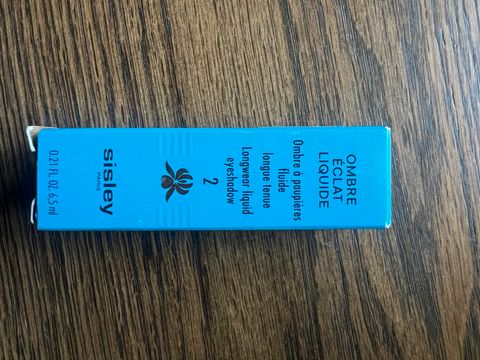 OMBRE
ÉCLAT
LIQUIDE
Ombre à paupières
longue tenue
fluide
Longwear liquid
eyeshadow
2
sisley
PARIS
0.21 FL. OZ. 6,5 ml